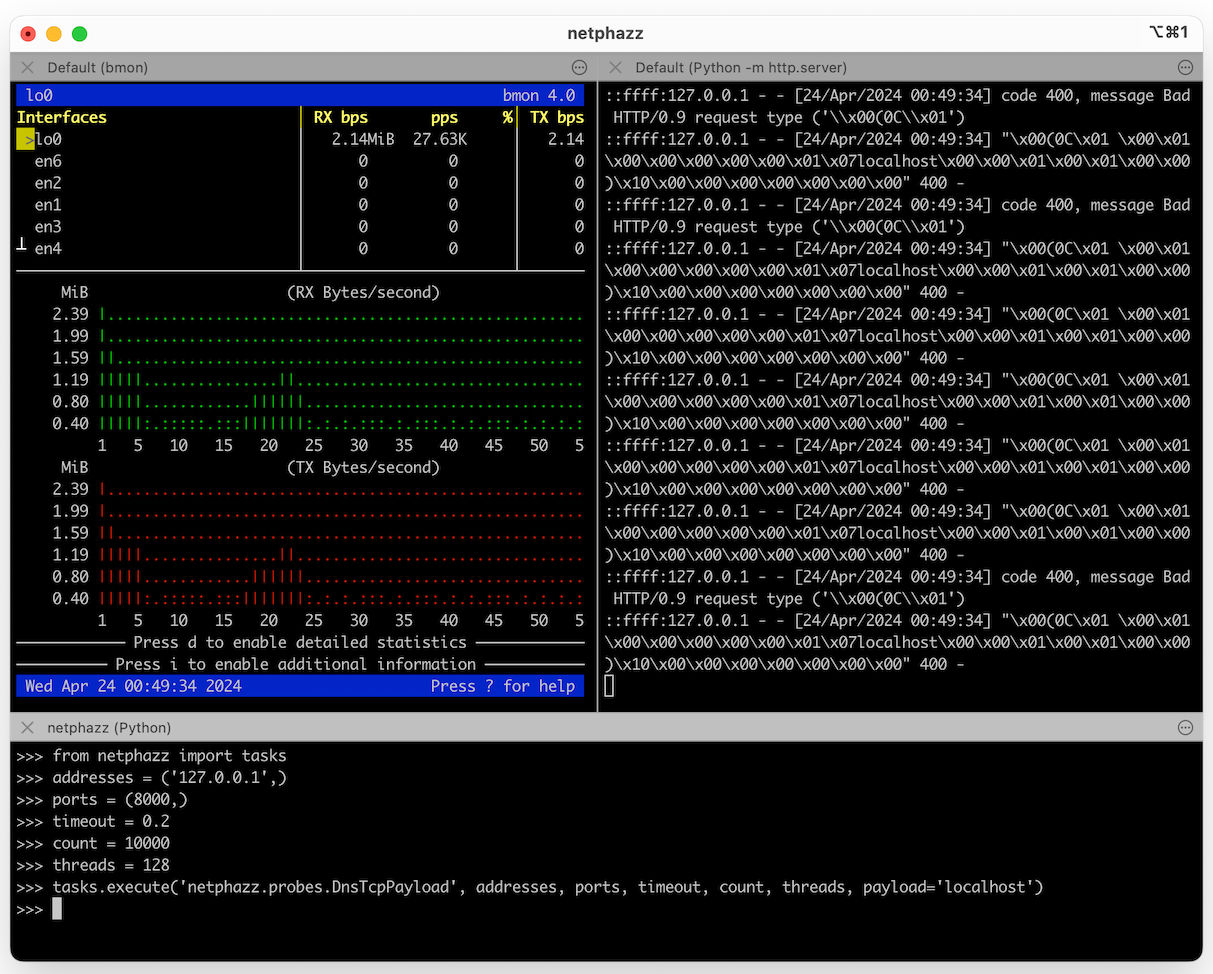 netphazz
⌥⌘1
Default (bmon)
lo0 bmon 4.0
Interfaces RX bps pps % TX bps
>lo0 2.14MiB 27.63K 2.14
en6 0 0 0
en2 0 0 0
en1 0 0 0
en3 0 0 0
en4 0 0 0
MiB (RX Bytes/second)
2.39
1.99
1.59
1.19
0.80
0.40
1 5 10 15 20 25 30 35 40 45 50 5
MiB (TX Bytes/second)
2.39
1.99
1.59
1.19
0.80
0.40
1 5 10 15 20 25 30 35 40 45 50 5
Press d to enable detailed statistics
Press i to enable additional information
Wed Apr 24 00:49:34 2024 Press ? for help
Default (Python -m http.server)
::ffff:127.0.0.1 - - [24/Apr/2024 00:49:34] code 400, message Bad
HTTP/0.9 request type ('\\x00(0C\\x01')
::ffff:127.0.0.1 - - [24/Apr/2024 00:49:34] "\x00(0C\x01 \x00\x01
\x00\x00\x00\x00\x00\x01\x07localhost\x00\x00\x01\x00\x01\x00\x00
)\x10\x00\x00\x00\x00\x00\x00\x00" 400 -
::ffff:127.0.0.1 - - [24/Apr/2024 00:49:34] code 400, message Bad
HTTP/0.9 request type ('\\x00(0C\\x01')
::ffff:127.0.0.1 - - [24/Apr/2024 00:49:34] "\x00(0C\x01 \x00\x01
\x00\x00\x00\x00\x00\x01\x07localhost\x00\x00\x01\x00\x01\x00\x00
)\x10\x00\x00\x00\x00\x00\x00\x00" 400 -
::ffff:127.0.0.1 - - [24/Apr/2024 00:49:34] "\x00(0C\x01 \x00\x01
\x00\x00\x00\x00\x00\x01\x07localhost\x00\x00\x01\x00\x01\x00\x00
)\x10\x00\x00\x00\x00\x00\x00\x00" 400 -
::ffff:127.0.0.1 - - [24/Apr/2024 00:49:34] "\x00(0C\x01 \x00\x01
\x00\x00\x00\x00\x00\x01\x07localhost\x00\x00\x01\x00\x01\x00\x00
)\x10\x00\x00\x00\x00\x00\x00\x00" 400 -
::ffff:127.0.0.1 - - [24/Apr/2024 00:49:34] "\x00(0C\x01 \x00\x01
\x00\x00\x00\x00\x00\x01\x07localhost\x00\x00\x01\x00\x01\x00\x00
)\x10\x00\x00\x00\x00\x00\x00\x00" 400 -
::ffff:127.0.0.1 - - [24/Apr/2024 00:49:34] "\x00(0C\x01 \x00\x01
\x00\x00\x00\x00\x00\x01\x07localhost\x00\x00\x01\x00\x01\x00\x00
)\x10\x00\x00\x00\x00\x00\x00\x00" 400 -
::ffff:127.0.0.1 - - [24/Apr/2024 00:49:34] code 400, message Bad
HTTP/0.9 request type ('\\x00(0C\\x01')
::ffff:127.0.0.1 - - [24/Apr/2024 00:49:34] "\x00(0C\x01 \x00\x01
\x00\x00\x00\x00\x00\x01\x07localhost\x00\x00\x01\x00\x01\x00\x00
)\x10\x00\x00\x00\x00\x00\x00\x00" 400 -
netphazz (Python)
>>> from netphazz import tasks
>>> addresses = ('127.0.0.1',)
>>> ports = (8000,)
>>> timeout = 0.2
>>> count = 10000
>>> threads = 128
>>> tasks.execute('netphazz.probes.DnsTcpPayload', addresses, ports, timeout, count, threads, payload='localhost')
>>>